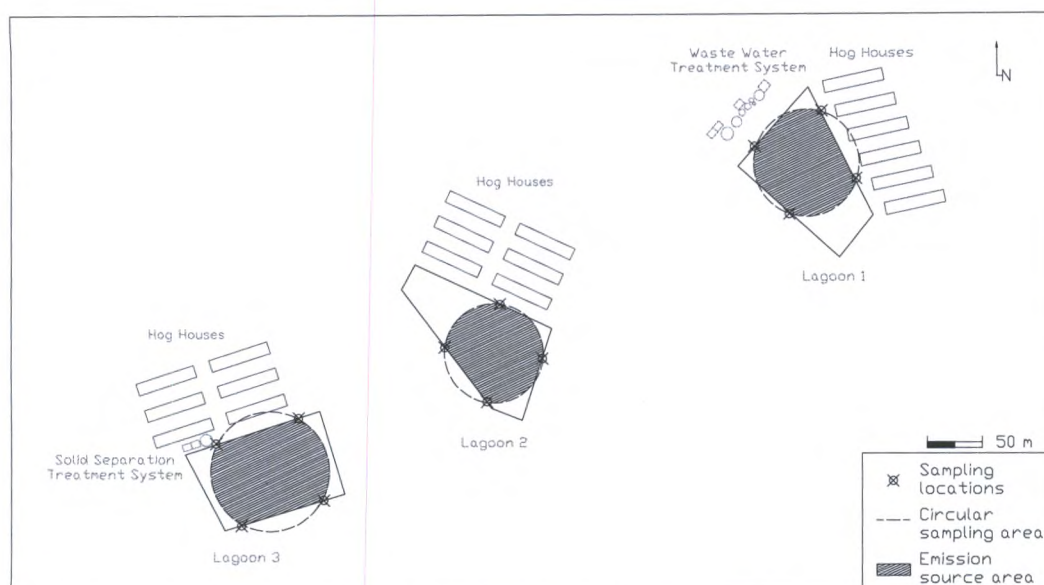 Waste Water
Treatment System
Hog Houses
N
Hog Houses
Lagoon 1
Hog Houses
Lagoon 2
Solid Separation
Treatment System
Lagoon 3
50 m
Sampling
locations
Circular
sampling area
Emission
source area